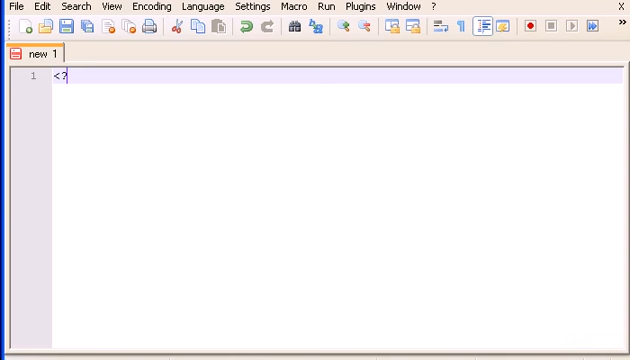 File Edit Search View Encoding Language Settings Macro Run Plugins Window ? X
new 1
1 <?